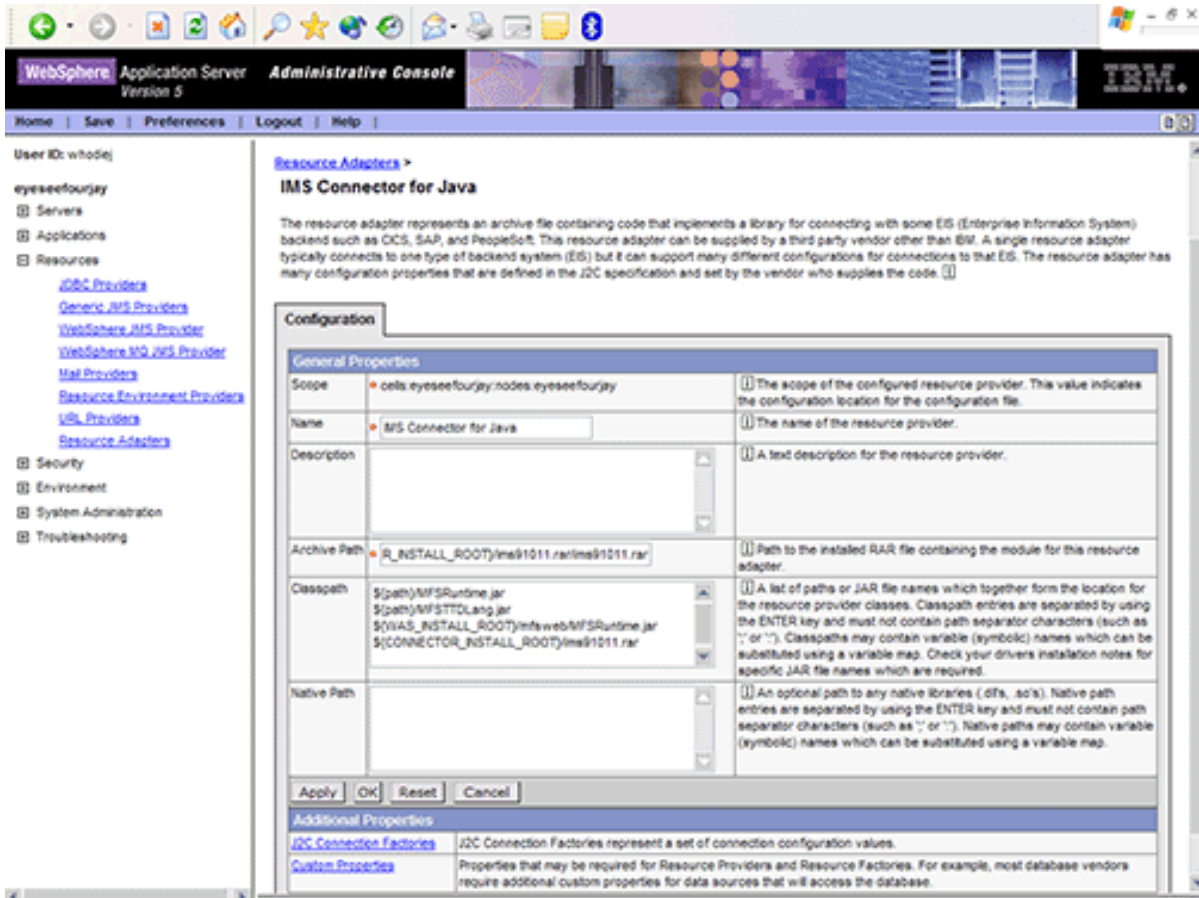 WebSphere Application Server Administrative Console
Version 5
IBM.
Home | Save | Preferences | Logout | Help |
User ID: whodiej
eyeseefourjay
Servers
Applications
Resources
JDBC Providers
Generic JMS Providers
WebSphere JMS Provider
WebSphere MQ JMS Provider
Mail Providers
Resource Environment Providers
URL Providers
Resource Adapters
Security
Environment
System Administration
Troubleshooting
Resource Adapters >
IMS Connector for Java
The resource adapter represents an archive file containing code that implements a library for connecting with some EIS (Enterprise Information System)
backend such as CICS, SAP, and PeopleSoft. This resource adapter can be supplied by a third party vendor other than IBM. A single resource adapter
typically connects to one type of backend system (EIS) but it can support many different configurations for connections to that EIS. The resource adapter has
many configuration properties that are defined in the J2C specification and set by the vendor who supplies the code. i
Configuration
General Properties
Scope
* cells:eyeseefourjay:nodes:eyeseefourjay
i The scope of the configured resource provider. This value indicates
the configuration location for the configuration file.
Name
* IMS Connector for Java
i The name of the resource provider.
Description
i A text description for the resource provider.
Archive Path
* R_INSTALL_ROOT}/ims91011.rar/ims91011.rar
i Path to the installed RAR file containing the module for this resource
adapter.
Classpath
${path}/MFSRuntime.jar
${path}/MFSTTDLang.jar
${WAS_INSTALL_ROOT}/mfsweb/MFSRuntime.jar
${CONNECTOR_INSTALL_ROOT}/ims91011.rar
i A list of paths or JAR file names which together form the location for
the resource provider classes. Classpath entries are separated by using
the ENTER key and must not contain path separator characters (such as
';' or ':'). Classpaths may contain variable (symbolic) names which can be
substituted using a variable map. Check your drivers installation notes for
specific JAR file names which are required.
Native Path
i An optional path to any native libraries (.dll's, .so's). Native path
entries are separated by using the ENTER key and must not contain path
separator characters (such as ';' or ':'). Native paths may contain variable
(symbolic) names which can be substituted using a variable map.
Apply OK Reset Cancel
Additional Properties
J2C Connection Factories
J2C Connection Factories represent a set of connection configuration values.
Custom Properties
Properties that may be required for Resource Providers and Resource Factories. For example, most database vendors
require additional custom properties for data sources that will access the database.